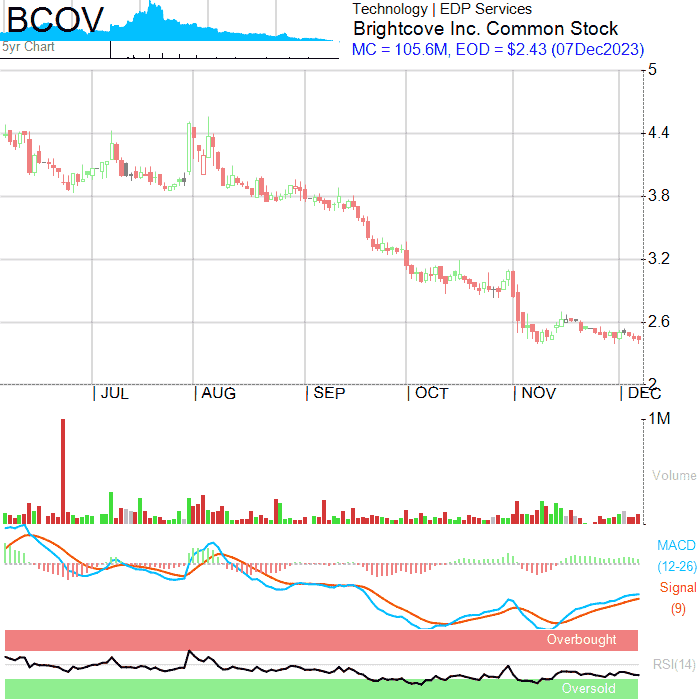 BCOV
5yr Chart
Technology | EDP Services
Brightcove Inc. Common Stock
MC = 105.6M, EOD = $2.43 (07Dec2023)
5
4.4
3.8
3.2
2.6
2
JUL AUG SEP OCT NOV DEC
1M
Volume
MACD
(12-26)
Signal
(9)
Overbought
RSI(14)
Oversold